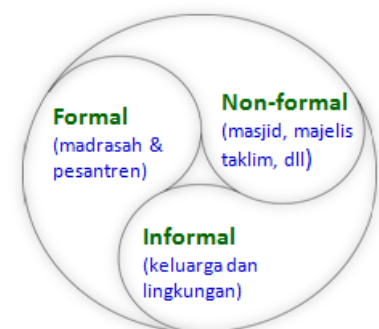 Formal
(madrasah &
pesantren)
Non-formal
(masjid, majelis
taklim, dll)
Informal
(keluarga dan
lingkungan)